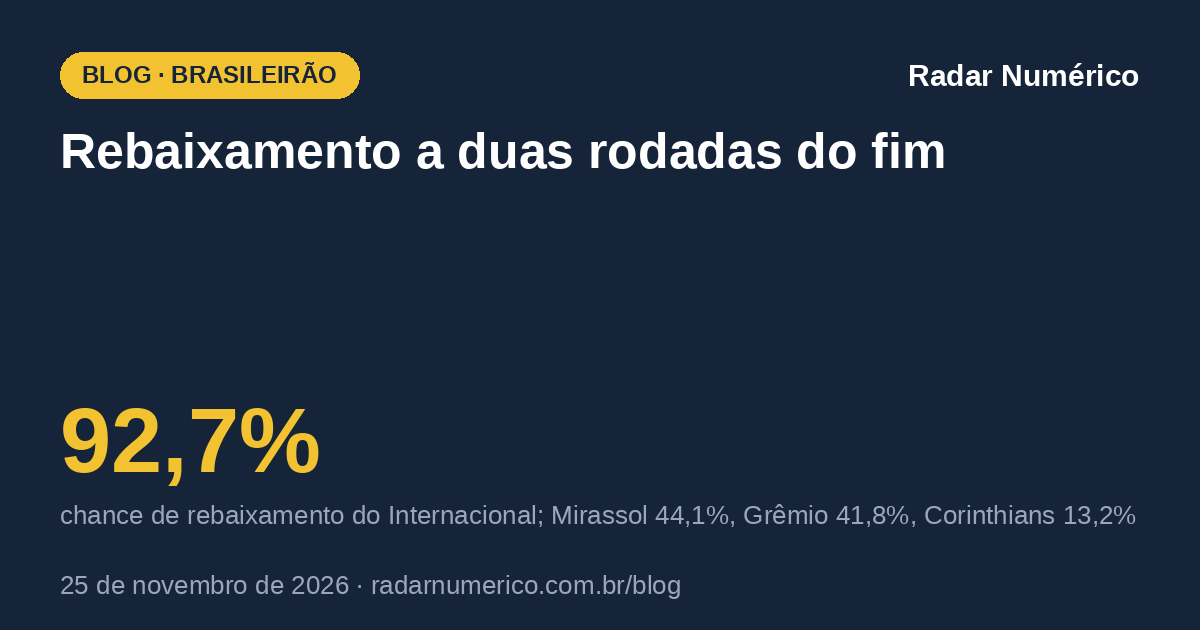 BLOG · BRASILEIRÃO
Radar Numérico
Rebaixamento a duas rodadas do fim
92,7%
chance de rebaixamento do Internacional; Mirassol 44,1%, Grêmio 41,8%, Corinthians 13,2%
25 de novembro de 2026 · radarnumerico.com.br/blog